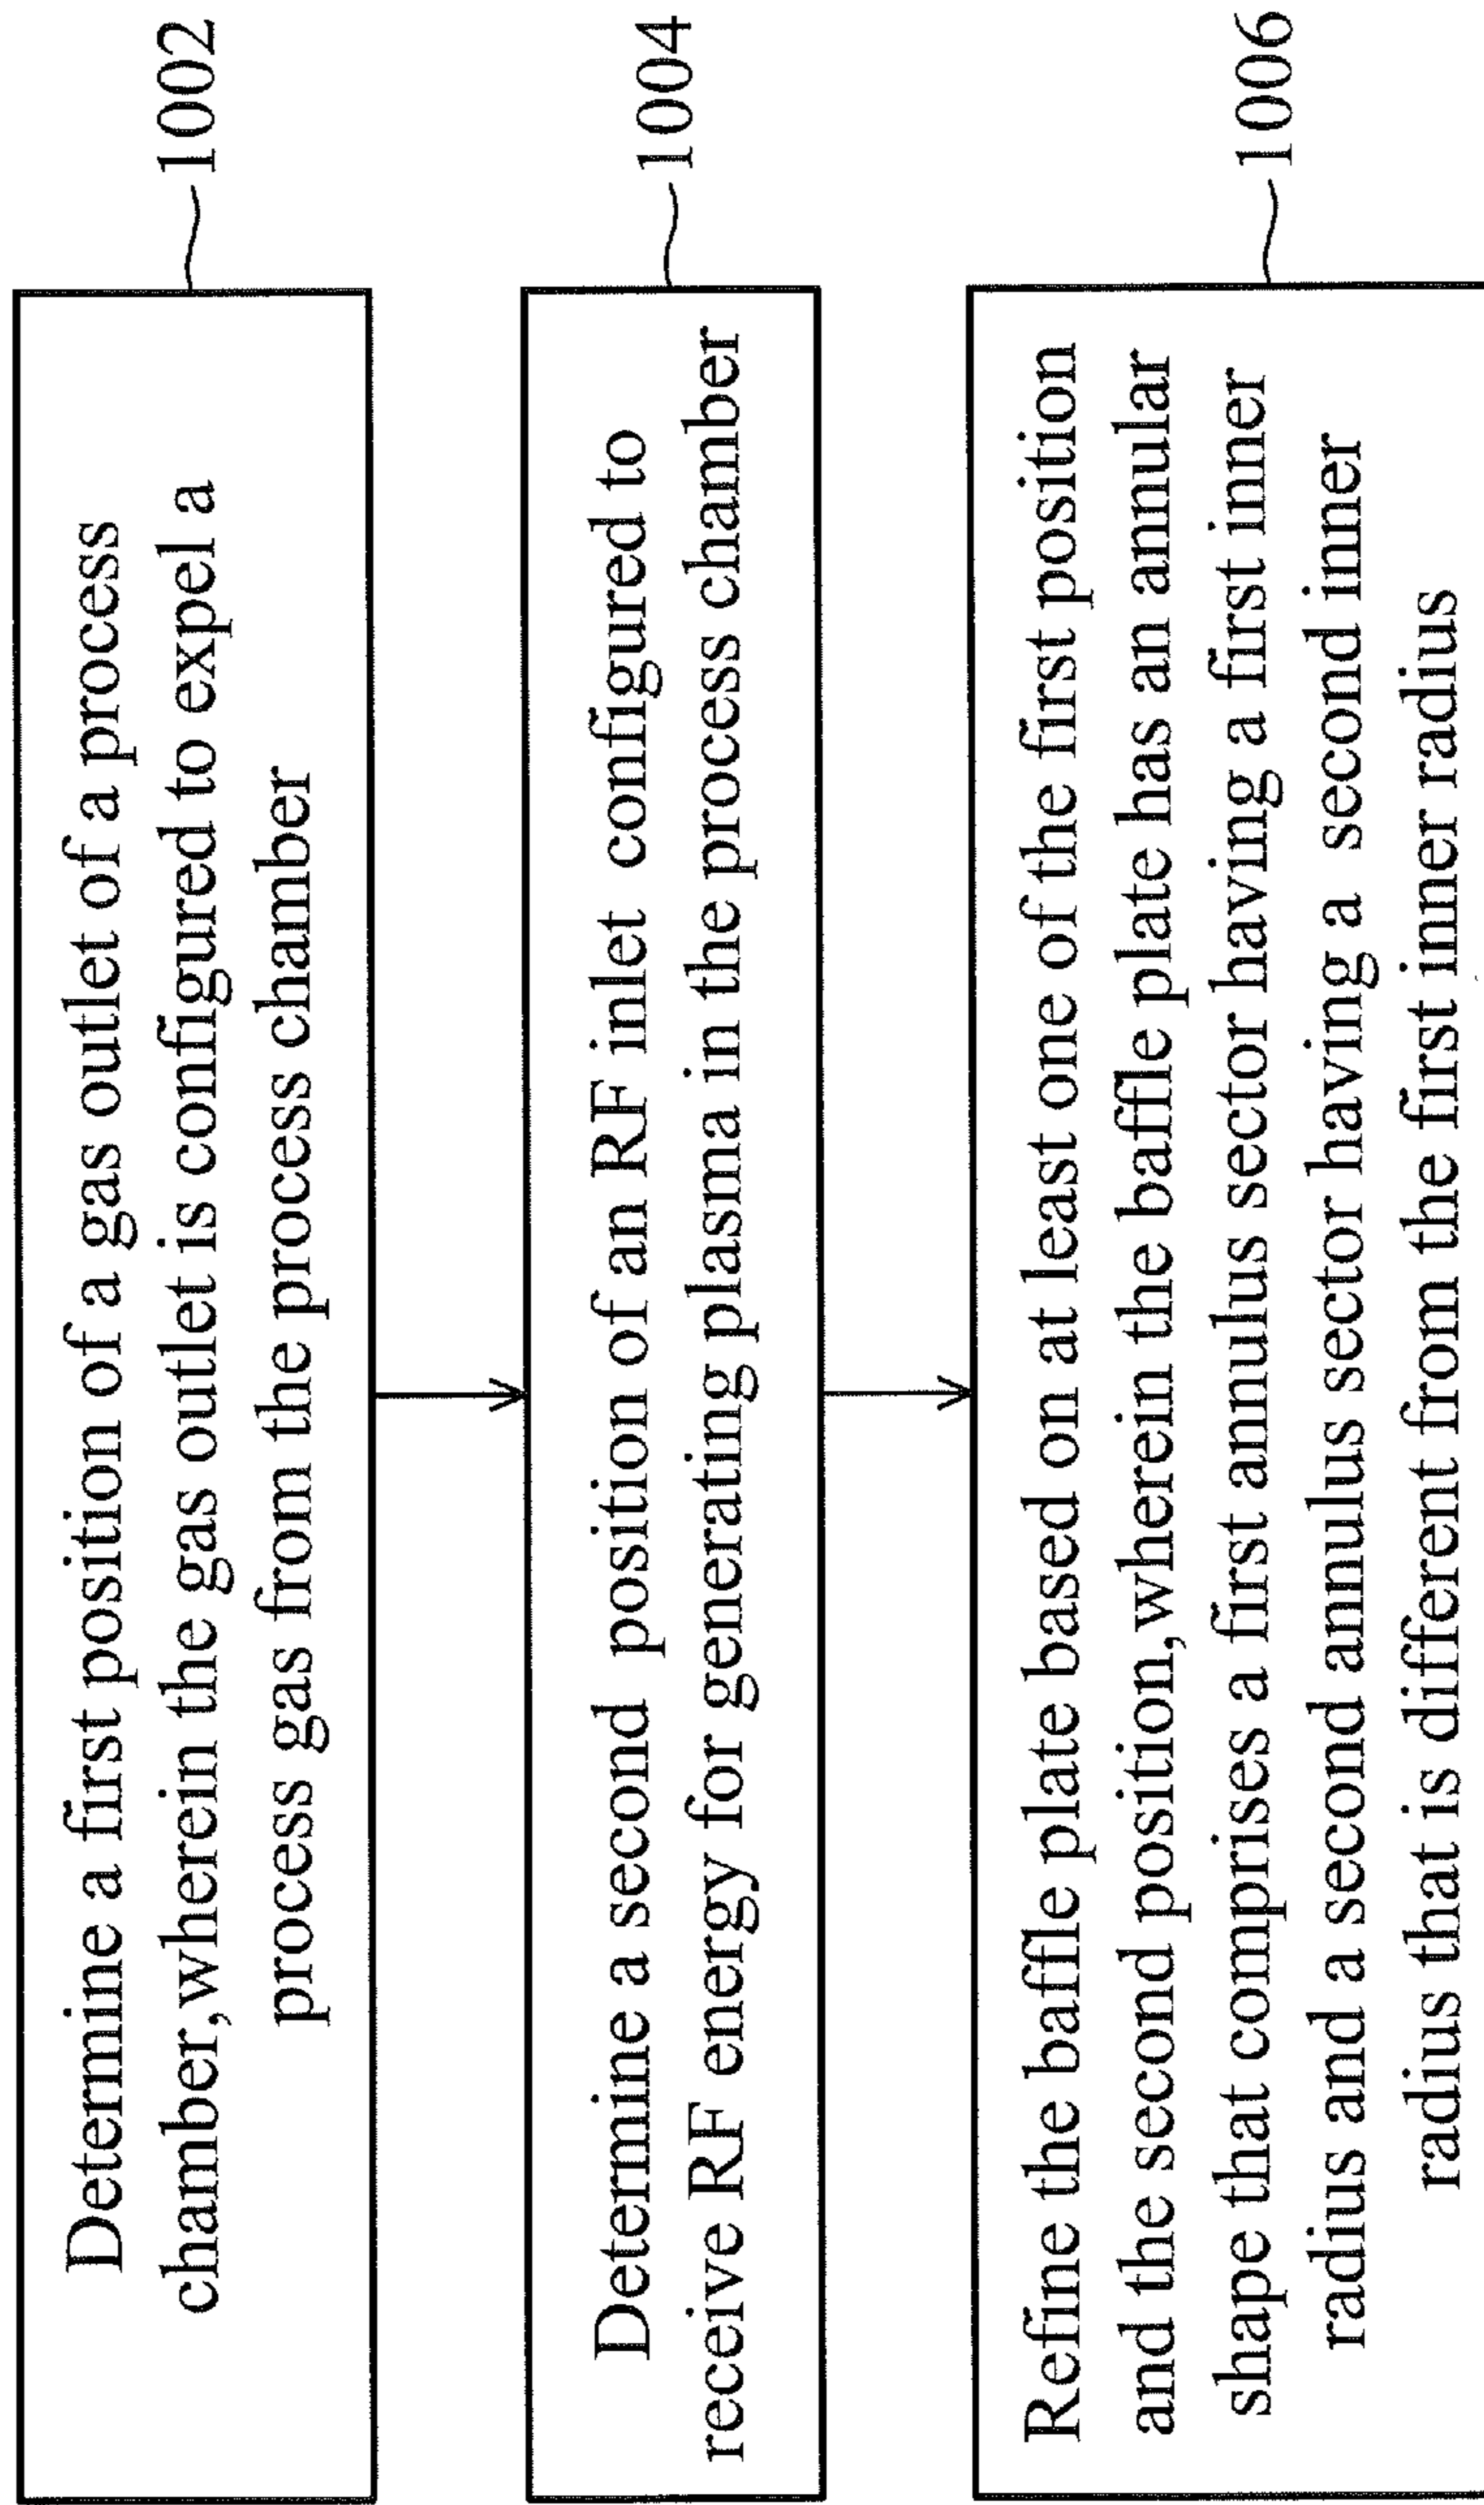 Determine a first position of a gas outlet of a process
chamber,wherein the gas outlet is configured to expel a
process gas from the process chamber
1002
Determine a second position of an RF inlet configured to
receive RF energy for generating plasma in the process chamber
1004
Refine the baffle plate based on at least one of the first position
and the second position,wherein the baffle plate has an annular
shape that comprises a first annulus sector having a first inner
radius and a second annulus sector having a second inner
radius that is different from the first inner radius
1006